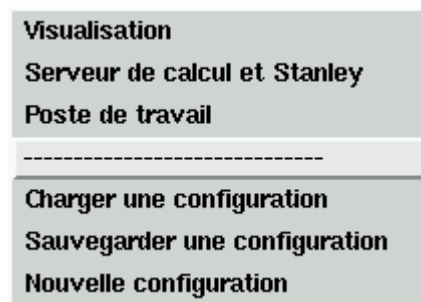 Visualisation
Serveur de calcul et Stanley
Poste de travail
------------------------------
Charger une configuration
Sauvegarder une configuration
Nouvelle configuration